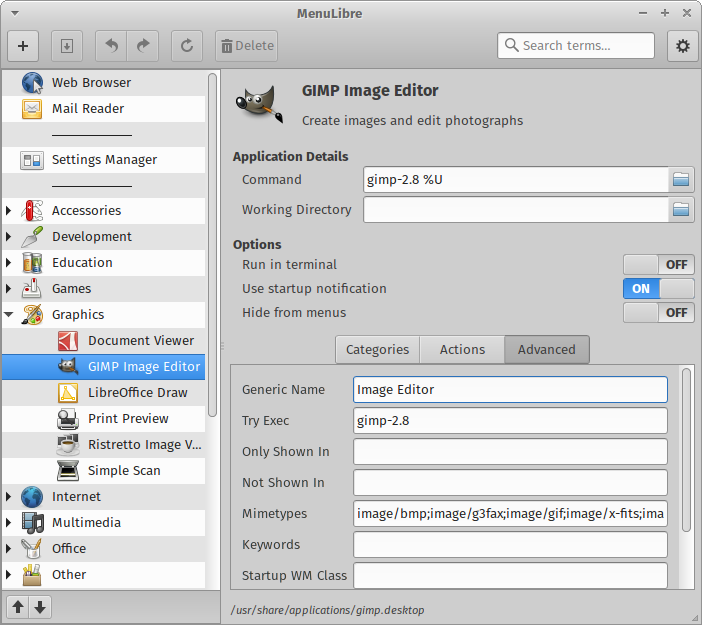 MenuLibre
Delete
Search terms...
Web Browser
Mail Reader
Settings Manager
Accessories
Development
Education
Games
Graphics
Document Viewer
GIMP Image Editor
LibreOffice Draw
Print Preview
Ristretto Image V...
Simple Scan
Internet
Multimedia
Office
Other
GIMP Image Editor
Create images and edit photographs
Application Details
Command gimp-2.8 %U
Working Directory
Options
Run in terminal OFF
Use startup notification ON
Hide from menus OFF
Categories Actions Advanced
Generic Name Image Editor
Try Exec gimp-2.8
Only Shown In
Not Shown In
Mimetypes image/bmp;image/g3fax;image/gif;image/x-fits;ima
Keywords
Startup WM Class
/usr/share/applications/gimp.desktop